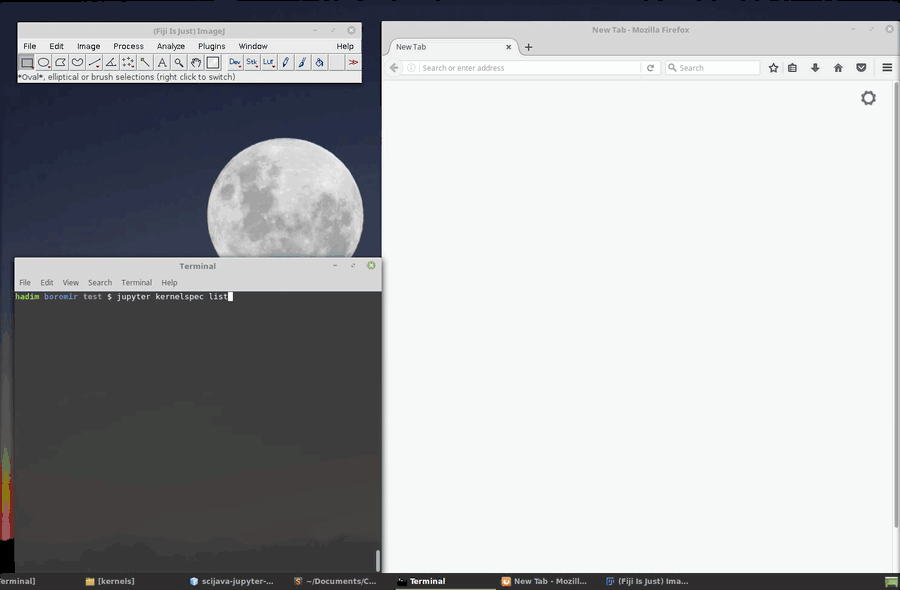 (Fiji Is Just) ImageJ
File Edit Image Process Analyze Plugins Window Help
A Dev Stk Lut >>
*Oval*, elliptical or brush selections (right click to switch)
New Tab - Mozilla Firefox
New Tab
Search or enter address
Search
Terminal
File Edit View Search Terminal Help
hadim boromir test $ jupyter kernelspec list
Terminal]
[kernels]
scijava-jupyter-...
~/Documents/C...
Terminal
New Tab - Mozill...
(Fiji Is Just) Ima...